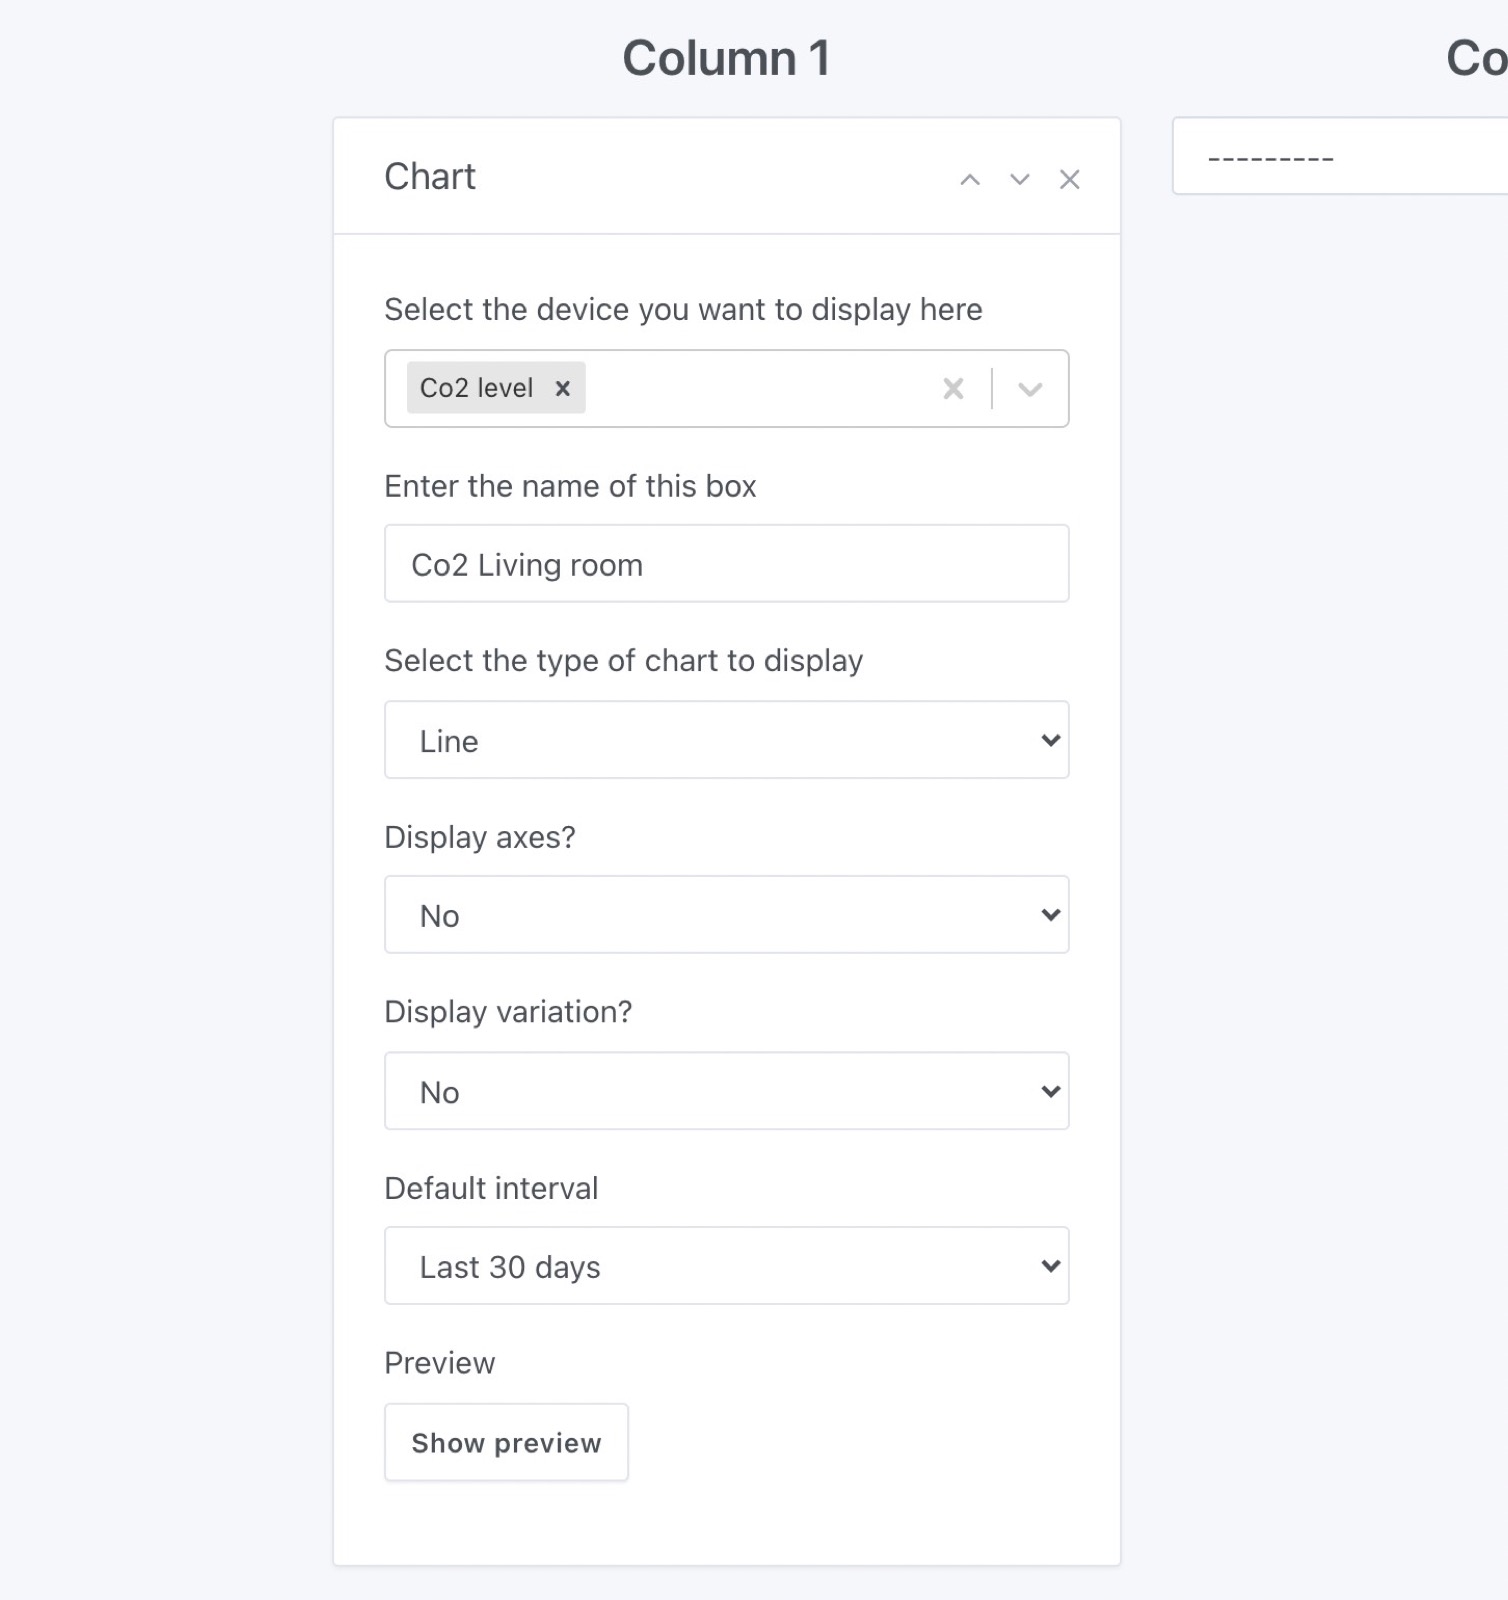 Column 1
Co
Chart
---------
Select the device you want to display here
Co2 level
Enter the name of this box
Co2 Living room
Select the type of chart to display
Line
Display axes?
No
Display variation?
No
Default interval
Last 30 days
Preview
Show preview